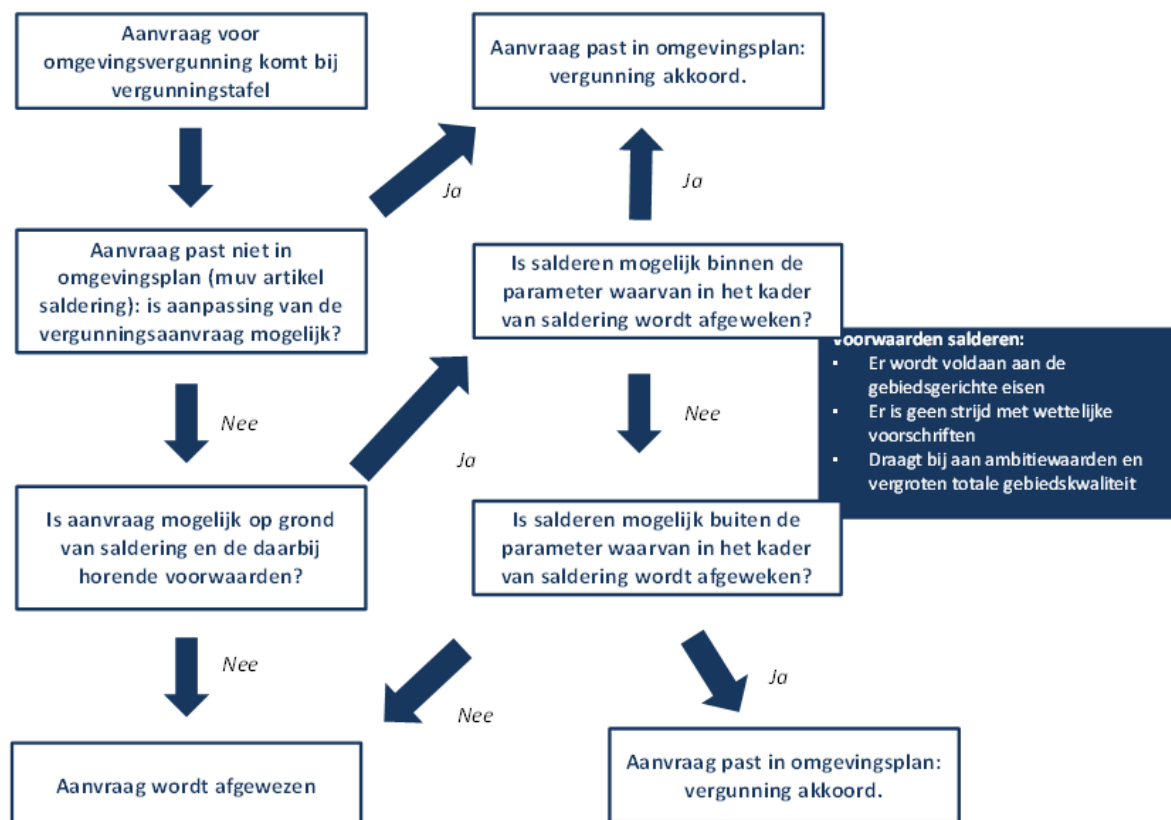 Aanvraag voor
omgevingsvergunning komt bij
vergunningstafel
Aanvraag past in omgevingsplan:
vergunning akkoord.
Ja
Ja
Aanvraag past niet in
omgevingsplan (muv artikel
saldering): is aanpassing van de
vergunningsaanvraag mogelijk?
Is salderen mogelijk binnen de
parameter waarvan in het kader
van saldering wordt afgeweken?
Voorwaarden salderen:
▪ Er wordt voldaan aan de
gebiedsgerichte eisen
▪ Er is geen strijd met wettelijke
voorschriften
▪ Draagt bij aan ambitiewaarden en
vergroten totale gebiedskwaliteit
Nee
Ja
Nee
Is aanvraag mogelijk op grond
van saldering en de daarbij
horende voorwaarden?
Is salderen mogelijk buiten de
parameter waarvan in het kader
van saldering wordt afgeweken?
Nee
Nee
Ja
Aanvraag wordt afgewezen
Aanvraag past in omgevingsplan:
vergunning akkoord.